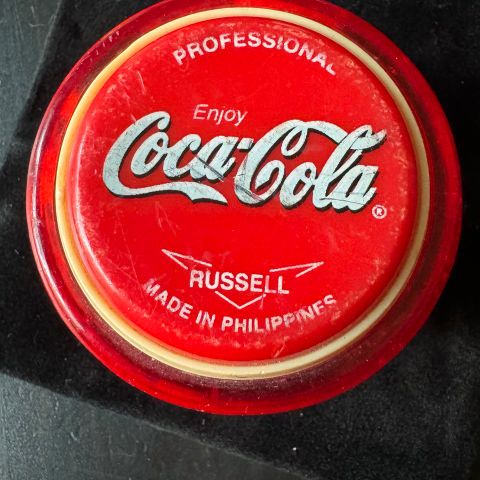 PROFESSIONAL
Enjoy
Coca-Cola
®
RUSSELL
MADE IN PHILIPPINES